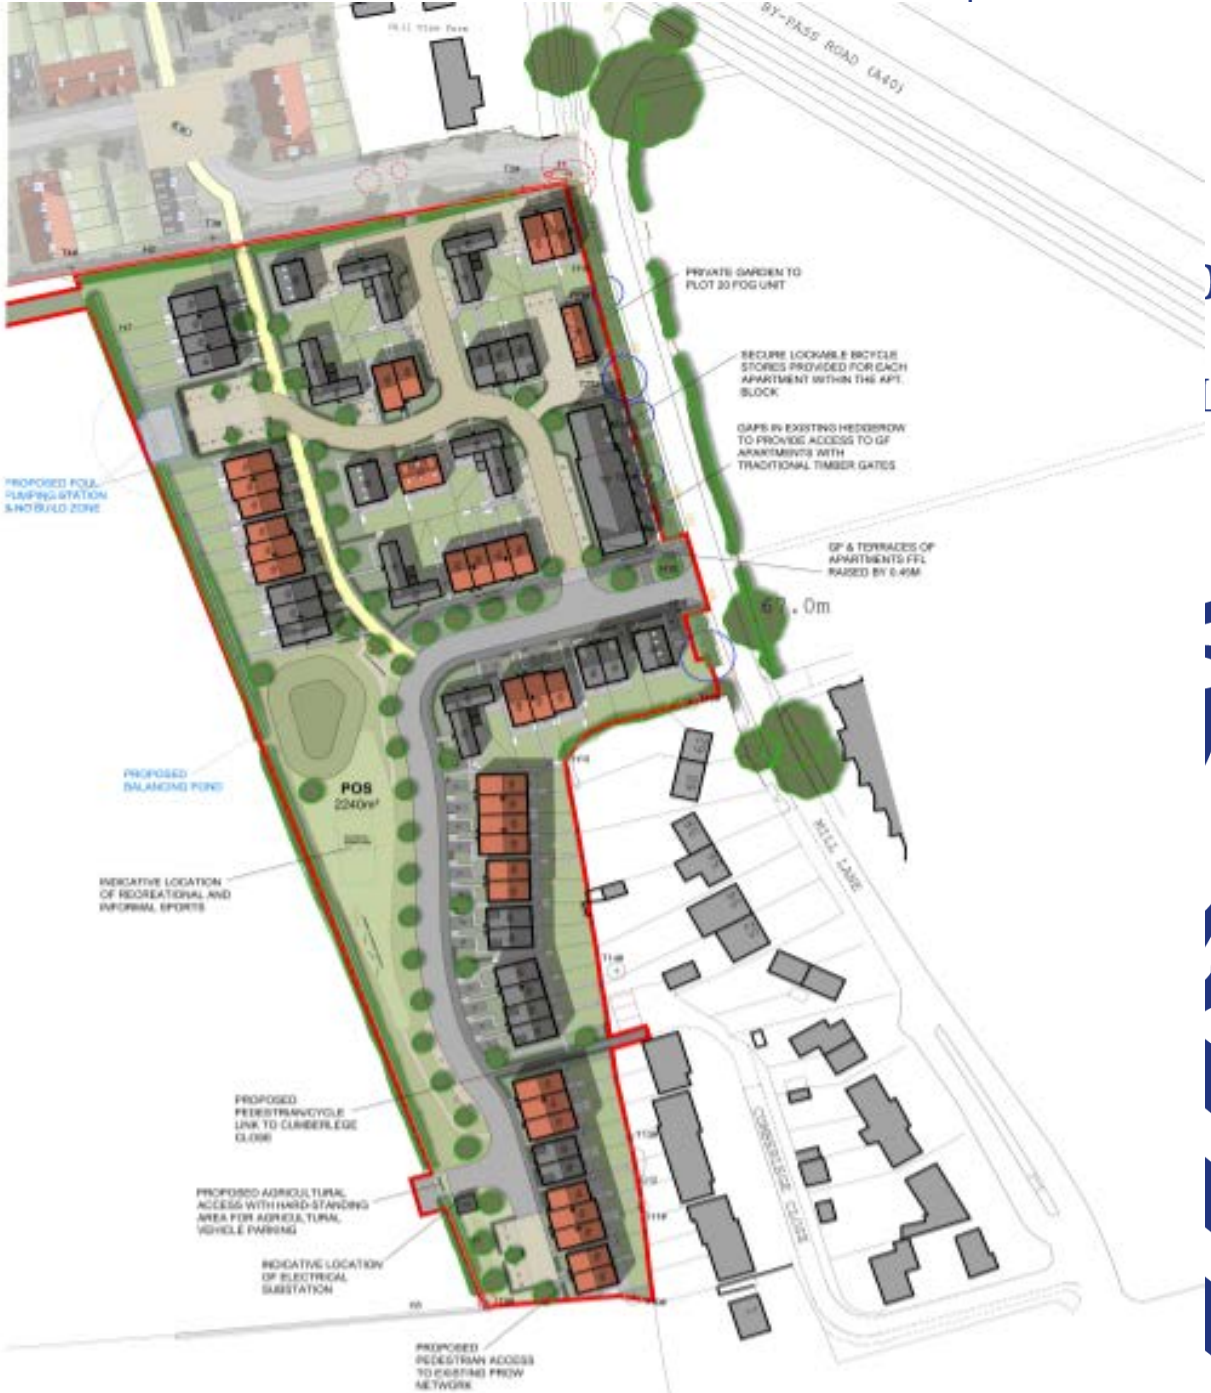 BY-PASS ROAD (A40)
PRIVATE GARDEN TO
PLOT 20 FOG UNIT
SECURE LOCKABLE BICYCLE
STORES PROVIDED FOR EACH
APARTMENT WITHIN THE APT.
BLOCK
GAPS IN EXISTING HEDGEROW
TO PROVIDE ACCESS TO GF
APARTMENTS WITH
TRADITIONAL TIMBER GATES
PROPOSED FOUL
PUMPING STATION
& NO BUILD ZONE
GF & TERRACES OF
APARTMENTS FFL
RAISED BY 0.45M
67.0m
PROPOSED
BALANCING POND
POS
2240m²
MILL LANE
INDICATIVE LOCATION
OF RECREATIONAL AND
INFORMAL SPORTS
PROPOSED
PEDESTRIAN/CYCLE
LINK TO CUMBERLEGE
CLOSE
CUMBERLEGE CLOSE
PROPOSED AGRICULTURAL
ACCESS WITH HARD-STANDING
AREA FOR AGRICULTURAL
VEHICLE PARKING
INDICATIVE LOCATION
OF ELECTRICAL
SUBSTATION
PROPOSED
PEDESTRIAN ACCESS
TO EXISTING PROW
NETWORK